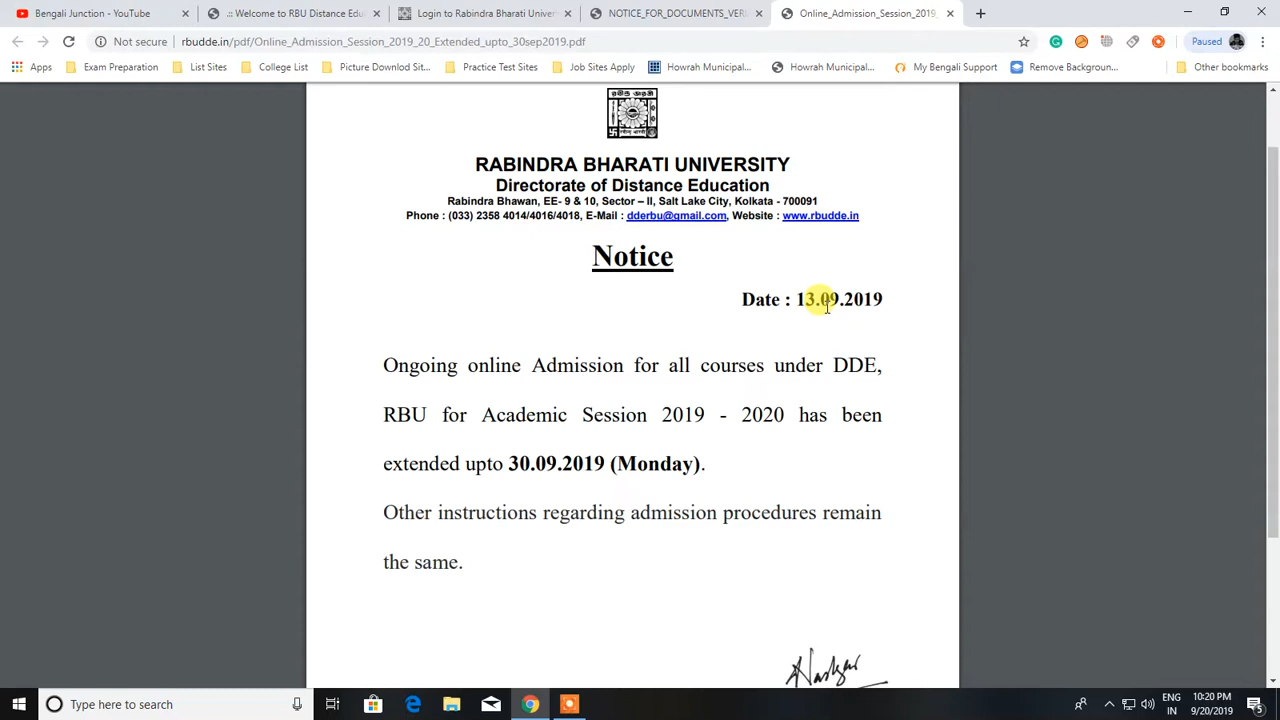 Bengali Junction - YouTube
.:: Welcome to RBU Distance Edu
Login to Rabindra Bharati Univer
NOTICE_FOR_DOCUMENTS_VERI
Online_Admission_Session_2019_
Not secure | rbudde.in/pdf/Online_Admission_Session_2019_20_Extended_upto_30sep2019.pdf
Paused
Apps
Exam Preparation
List Sites
College List
Picture Downlod Sit...
Practice Test Sites
Job Sites Apply
Howrah Municipal...
Howrah Municipal...
My Bengali Support
Remove Backgroun...
Other bookmarks
রবীন্দ্র ভারতী
RABINDRA BHARATI UNIVERSITY
Directorate of Distance Education
Rabindra Bhawan, EE- 9 & 10, Sector – II, Salt Lake City, Kolkata - 700091
Phone : (033) 2358 4014/4016/4018, E-Mail : dderbu@gmail.com, Website : www.rbudde.in
Notice
Date : 13.09.2019
Ongoing online Admission for all courses under DDE,
RBU for Academic Session 2019 - 2020 has been
extended upto 30.09.2019 (Monday).
Other instructions regarding admission procedures remain
the same.
Type here to search
ENG
IN
10:20 PM
9/20/2019
5